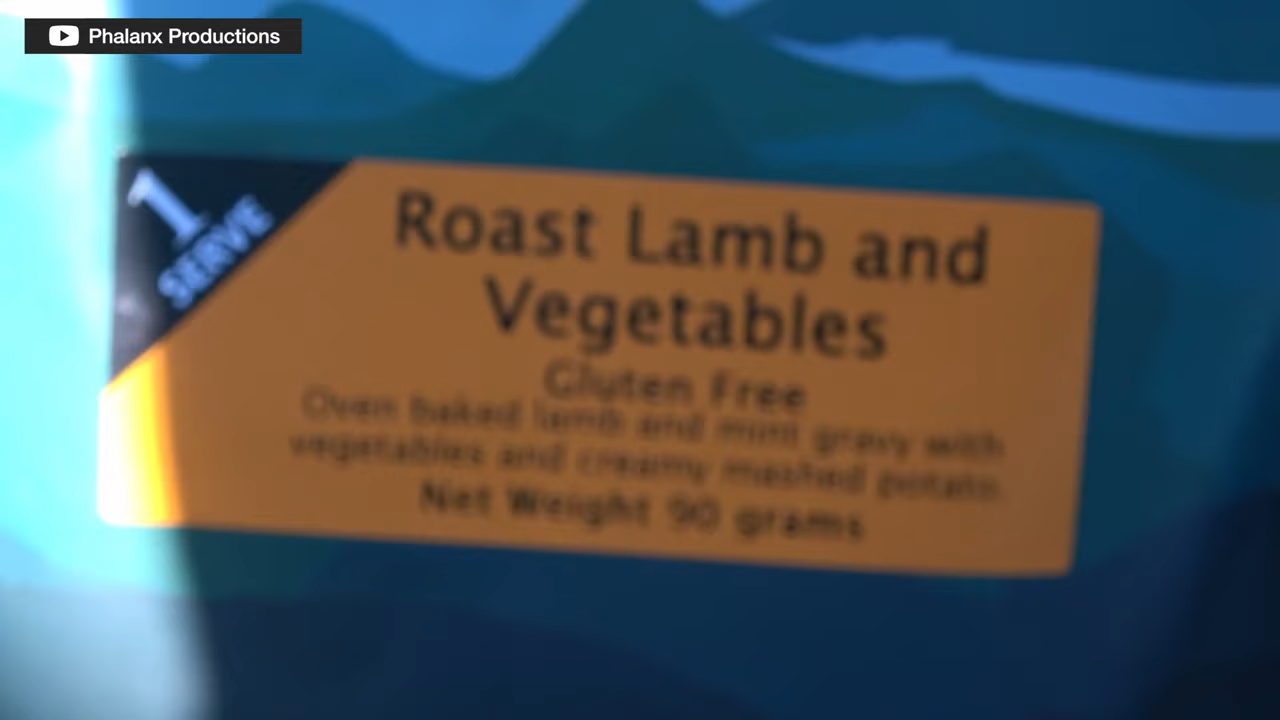 Phalanx Productions
1
SERVE
Roast Lamb and
Vegetables
Gluten Free
Oven baked lamb and mint gravy with
vegetables and creamy mashed potato.
Net Weight 90 grams